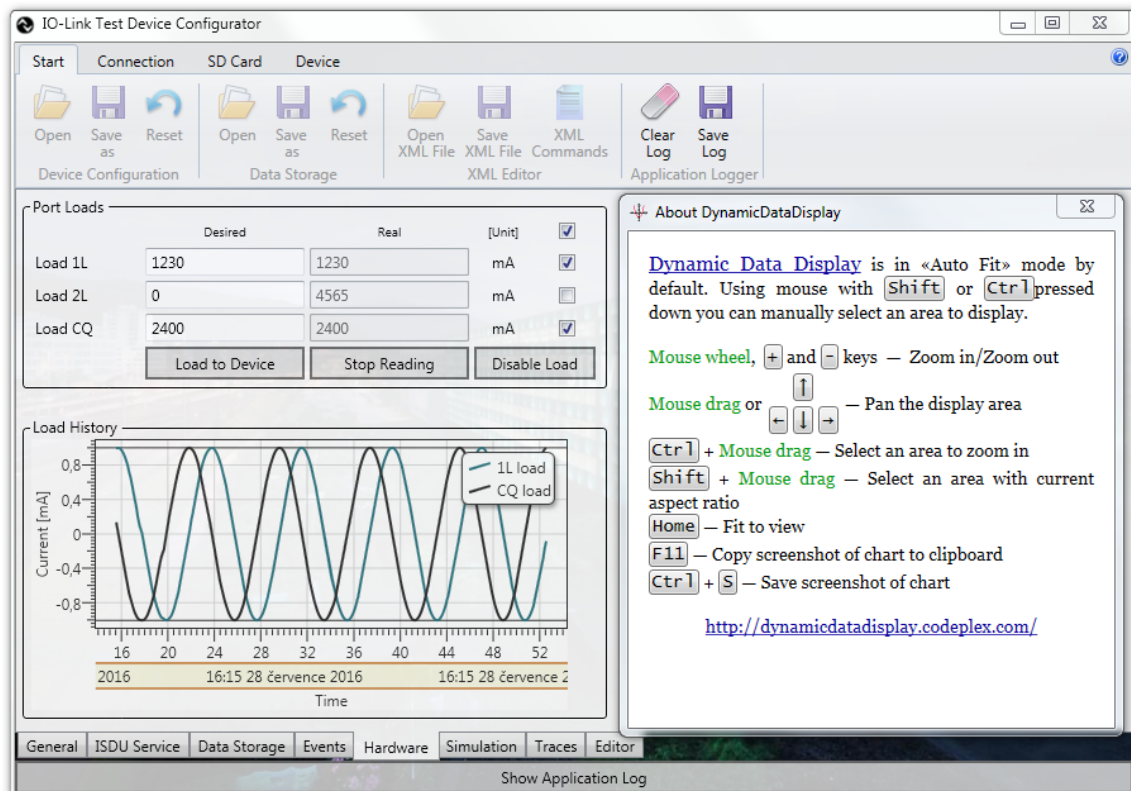 IO-Link Test Device Configurator
Start Connection SD Card Device
Open Save as Reset Open Save as Reset Open XML File Save XML File XML Commands Clear Log Save Log
Device Configuration Data Storage XML Editor Application Logger
Port Loads
Desired Real [Unit]
Load 1L 1230 1230 mA
Load 2L 0 4565 mA
Load CQ 2400 2400 mA
Load to Device Stop Reading Disable Load
Load History
1L load
CQ load
Current [mA]
0,8
0,4
0
-0,4
-0,8
16 20 24 28 32 36 40 44 48 52
2016 16:15 28 července 2016 16:15 28 července 2
Time
About DynamicDataDisplay
Dynamic Data Display is in «Auto Fit» mode by
default. Using mouse with Shift or Ctrl pressed
down you can manually select an area to display.
Mouse wheel, + and - keys — Zoom in/Zoom out
↑
Mouse drag or ← ↓ → — Pan the display area
Ctrl + Mouse drag — Select an area to zoom in
Shift + Mouse drag — Select an area with current
aspect ratio
Home — Fit to view
F11 — Copy screenshot of chart to clipboard
Ctrl + S — Save screenshot of chart
http://dynamicdatadisplay.codeplex.com/
General ISDU Service Data Storage Events Hardware Simulation Traces Editor
Show Application Log